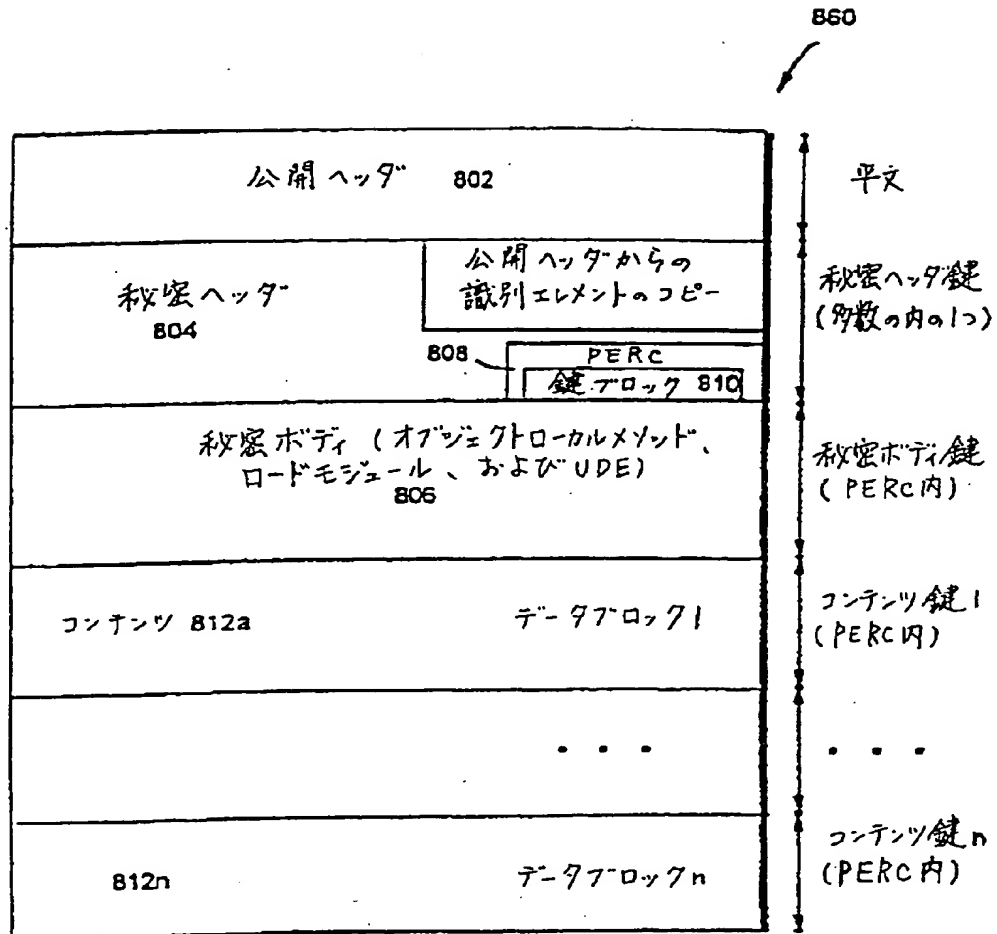 860
公開ヘッダ 802
平文
秘密ヘッダ
804
公開ヘッダからの
識別エレメントのコピー
秘密ヘッダ鍵
(多数の内の1つ)
808
PERC
鍵ブロック 810
秘密ボディ (オブジェクトローカルメソッド、
ロードモジュール、およびUDE)
806
秘密ボディ鍵
(PERC内)
コンテンツ 812a
データブロック1
コンテンツ鍵1
(PERC内)
• • •
• • •
812n
データブロックn
コンテンツ鍵n
(PERC内)